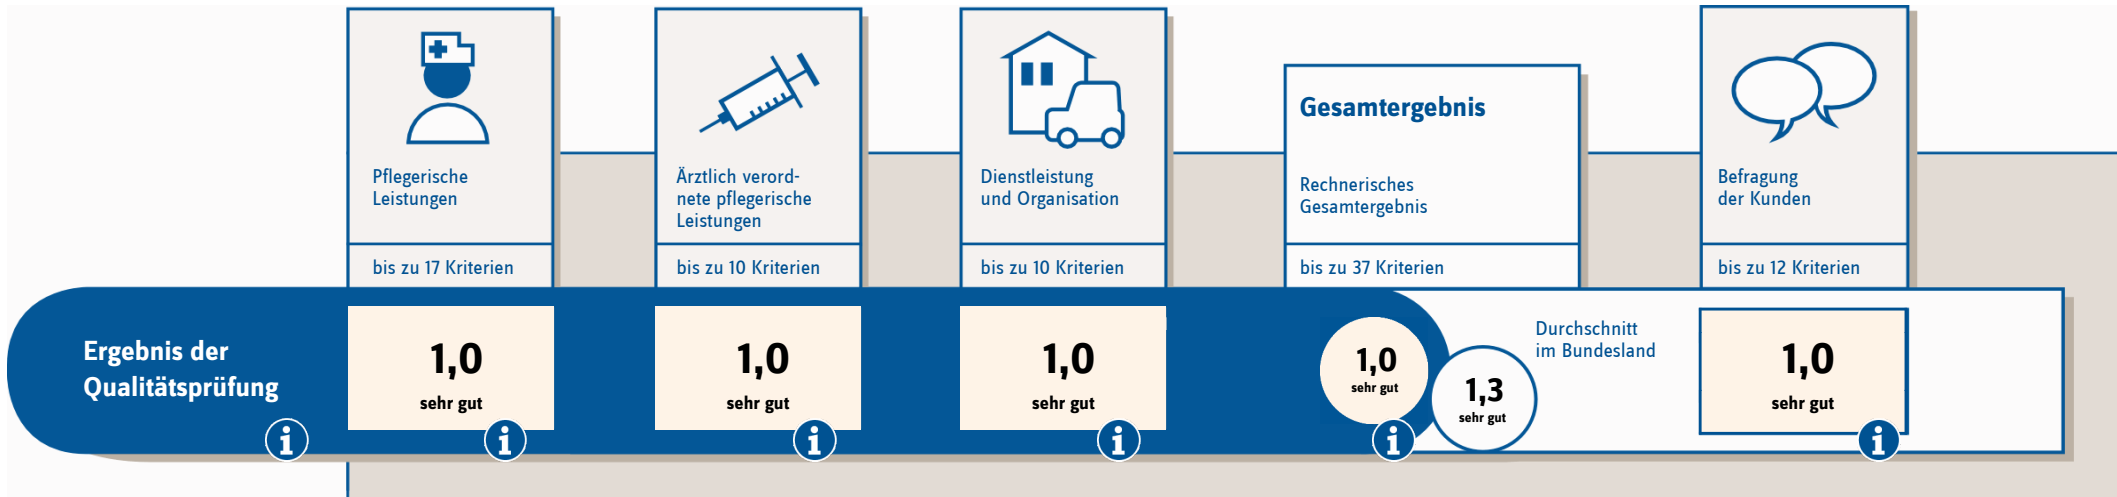 Pflegerische
Leistungen
bis zu 17 Kriterien
Ärztlich verord-
nete pflegerische
Leistungen
bis zu 10 Kriterien
Dienstleistung
und Organisation
bis zu 10 Kriterien
Gesamtergebnis
Rechnerisches
Gesamtergebnis
bis zu 37 Kriterien
Befragung
der Kunden
bis zu 12 Kriterien
Ergebnis der
Qualitätsprüfung
i
1,0
sehr gut
i
1,0
sehr gut
i
1,0
sehr gut
i
1,0
sehr gut
i
1,3
sehr gut
Durchschnitt
im Bundesland
1,0
sehr gut
i